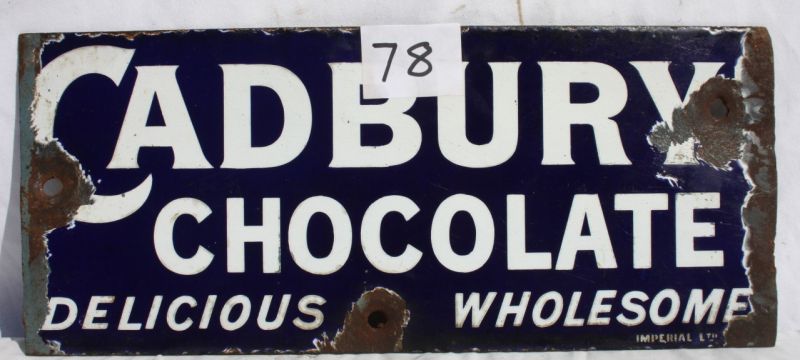 78
CADBURY
CHOCOLATE
DELICIOUS WHOLESOME
IMPERIAL LTD